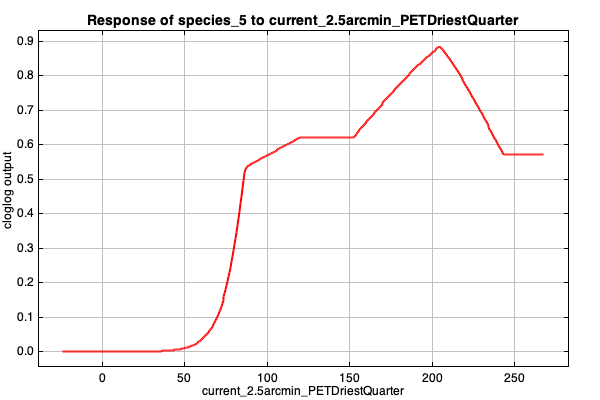 Response of species_5 to current_2.5arcmin_PETDriestQuarter
0.9
0.8
0.7
0.6
0.5
0.4
0.3
0.2
0.1
0.0
cloglog output
0 50 100 150 200 250
current_2.5arcmin_PETDriestQuarter